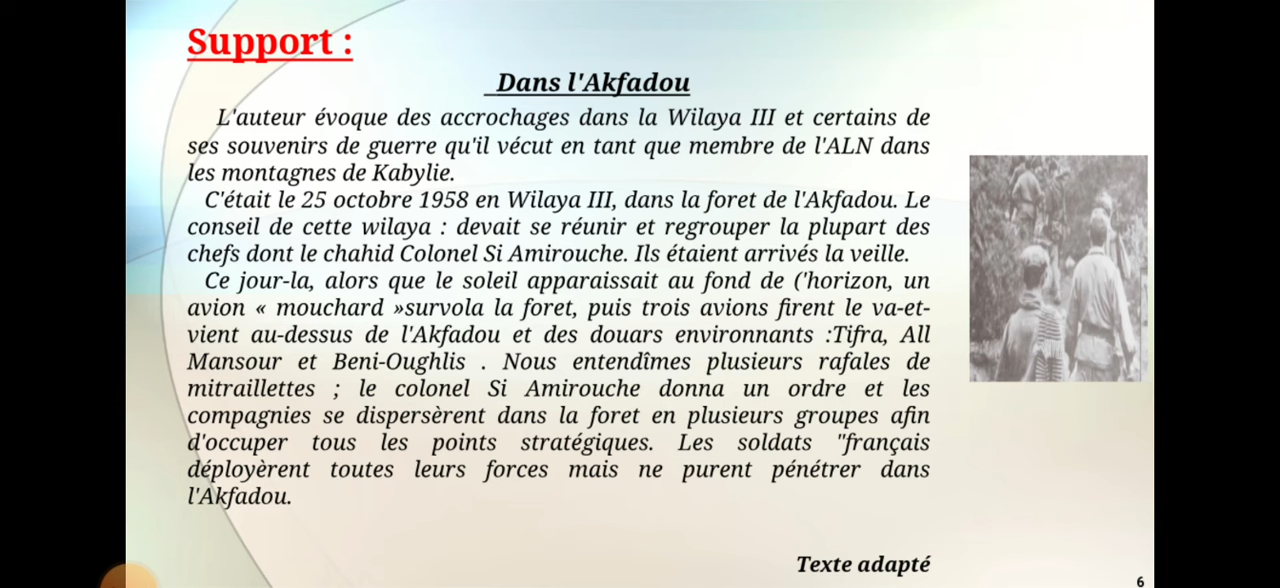 Support :
Dans l'Akfadou
L'auteur évoque des accrochages dans la Wilaya III et certains de
ses souvenirs de guerre qu'il vécut en tant que membre de l'ALN dans
les montagnes de Kabylie.
C'était le 25 octobre 1958 en Wilaya III, dans la foret de l'Akfadou. Le
conseil de cette wilaya : devait se réunir et regrouper la plupart des
chefs dont le chahid Colonel Si Amirouche. Ils étaient arrivés la veille.
Ce jour-la, alors que le soleil apparaissait au fond de ('horizon, un
avion « mouchard »survola la foret, puis trois avions firent le va-et-
vient au-dessus de l'Akfadou et des douars environnants :Tifra, All
Mansour et Beni-Oughlis . Nous entendîmes plusieurs rafales de
mitraillettes ; le colonel Si Amirouche donna un ordre et les
compagnies se dispersèrent dans la foret en plusieurs groupes afin
d'occuper tous les points stratégiques. Les soldats "français
déployèrent toutes leurs forces mais ne purent pénétrer dans
l'Akfadou.
Texte adapté
6